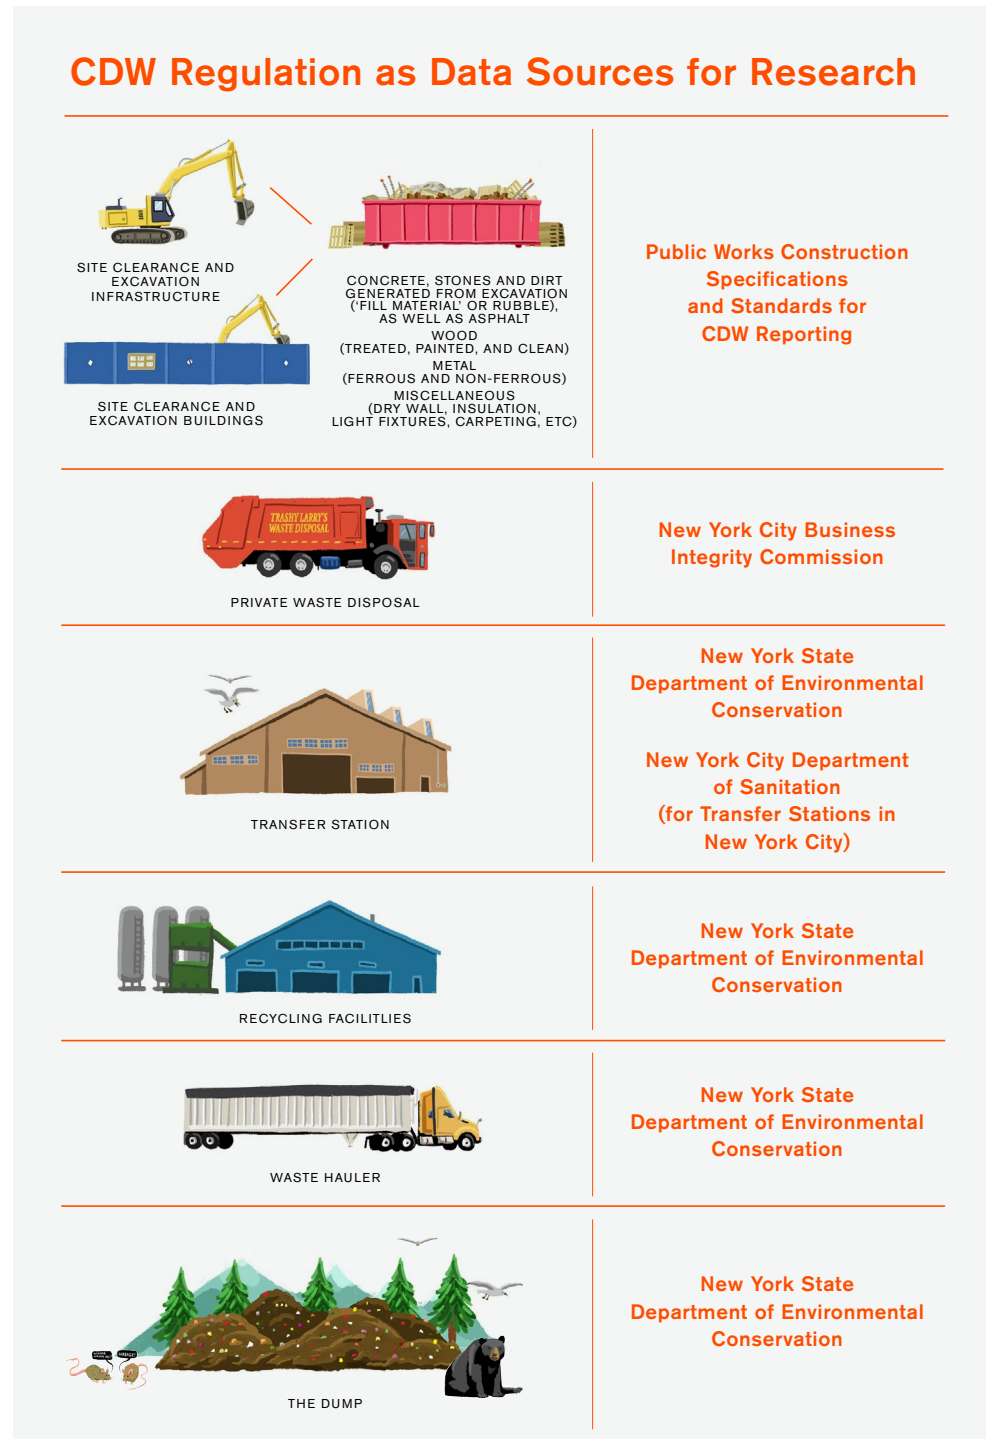 CDW Regulation as Data Sources for Research
SITE CLEARANCE AND
EXCAVATION
INFRASTRUCTURE
SITE CLEARANCE AND
EXCAVATION BUILDINGS
CONCRETE, STONES AND DIRT
GENERATED FROM EXCAVATION
(‘FILL MATERIAL’ OR RUBBLE),
AS WELL AS ASPHALT
WOOD
(TREATED, PAINTED, AND CLEAN)
METAL
(FERROUS AND NON-FERROUS)
MISCELLANEOUS
(DRY WALL, INSULATION,
LIGHT FIXTURES, CARPETING, ETC)
Public Works Construction
Specifications
and Standards for
CDW Reporting
TRASHY LARRY'S
WASTE DISPOSAL
PRIVATE WASTE DISPOSAL
New York City Business
Integrity Commission
TRANSFER STATION
New York State
Department of Environmental
Conservation
New York City Department
of Sanitation
(for Transfer Stations in
New York City)
RECYCLING FACILITLIES
New York State
Department of Environmental
Conservation
WASTE HAULER
New York State
Department of Environmental
Conservation
THE DUMP
New York State
Department of Environmental
Conservation